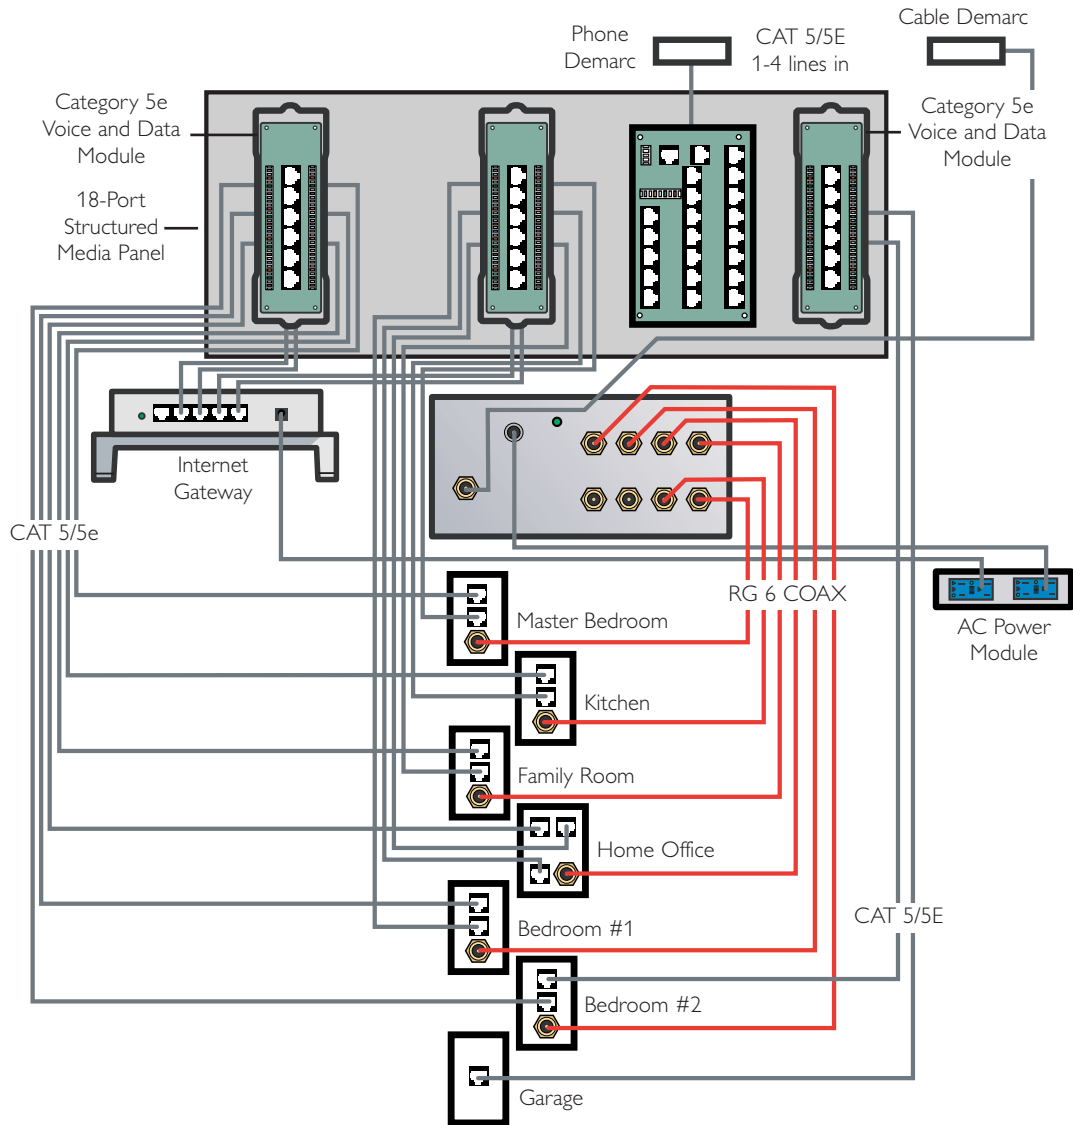 Phone
Demarc
CAT 5/5E
1-4 lines in
Cable Demarc
Category 5e
Voice and Data
Module
Category 5e
Voice and Data
Module
18-Port
Structured
Media Panel
Internet
Gateway
CAT 5/5e
RG 6 COAX
AC Power
Module
Master Bedroom
Kitchen
Family Room
Home Office
Bedroom #1
CAT 5/5E
Bedroom #2
Garage